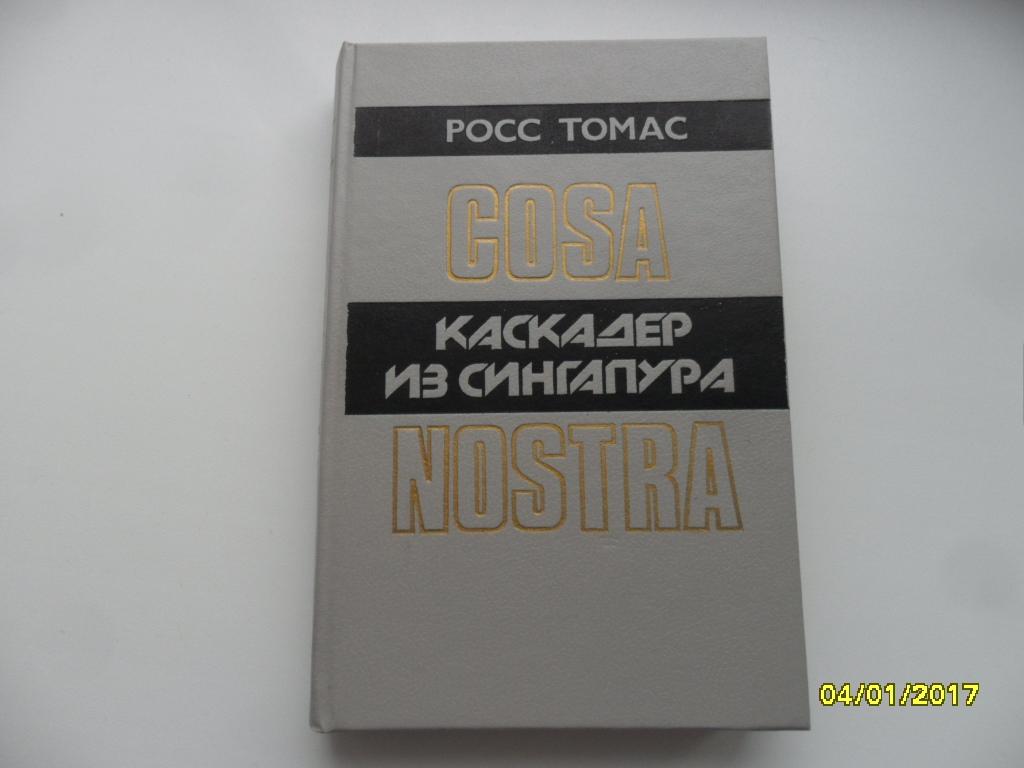 РОСС ТОМАС
COSA
КАСКАДЕР
ИЗ СИНГАПУРА
NOSTRA
04/01/2017